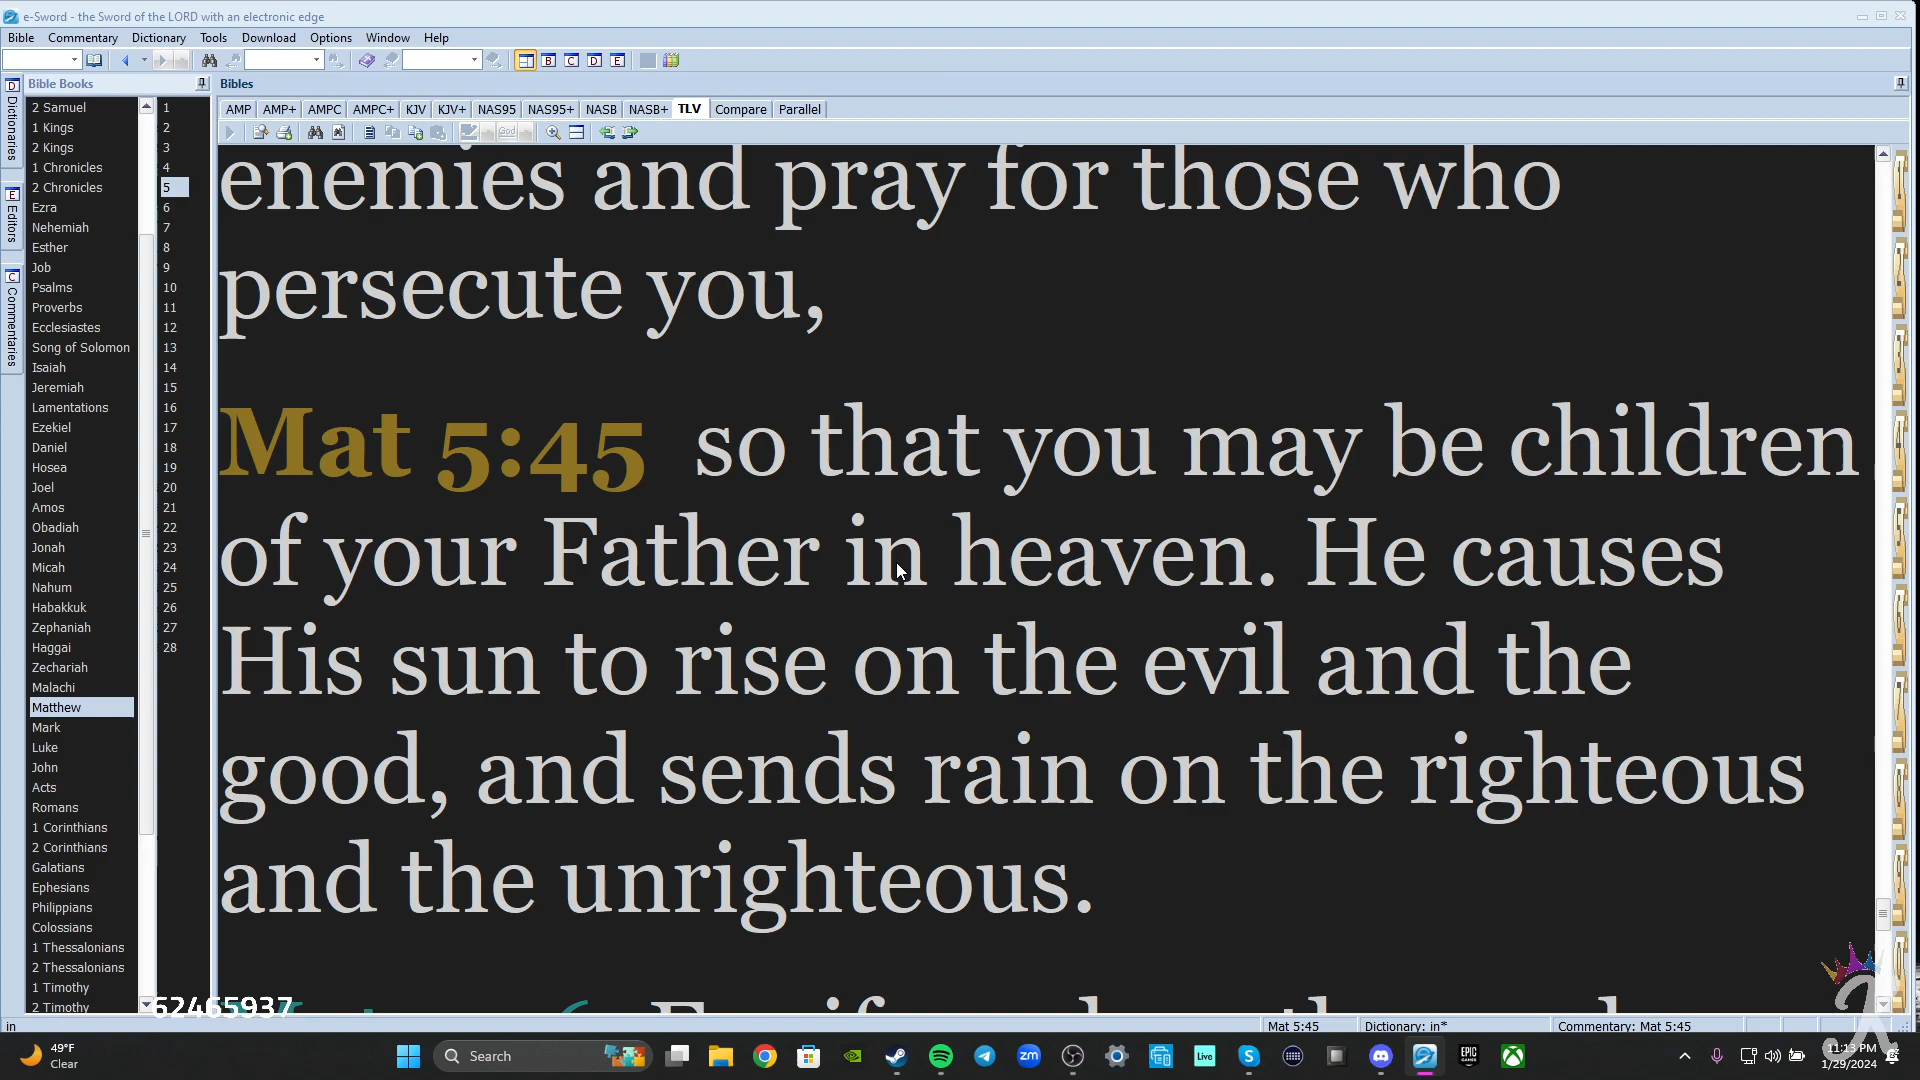 e-Sword - the Sword of the LORD with an electronic edge
Bible Commentary Dictionary Tools Download Options Window Help
B C D E
D Dictionaries
E Editors
C Commentaries
Bible Books
2 Samuel
1 Kings
2 Kings
1 Chronicles
2 Chronicles
Ezra
Nehemiah
Esther
Job
Psalms
Proverbs
Ecclesiastes
Song of Solomon
Isaiah
Jeremiah
Lamentations
Ezekiel
Daniel
Hosea
Joel
Amos
Obadiah
Jonah
Micah
Nahum
Habakkuk
Zephaniah
Haggai
Zechariah
Malachi
Matthew
Mark
Luke
John
Acts
Romans
1 Corinthians
2 Corinthians
Galatians
Ephesians
Philippians
Colossians
1 Thessalonians
2 Thessalonians
1 Timothy
2 Timothy
1
2
3
4
5
6
7
8
9
10
11
12
13
14
15
16
17
18
19
20
21
22
23
24
25
26
27
28
Bibles
AMP AMP+ AMPC AMPC+ KJV KJV+ NAS95 NAS95+ NASB NASB+ TLV Compare Parallel
God
enemies and pray for those who
persecute you,
Mat 5:45 so that you may be children
of your Father in heaven. He causes
His sun to rise on the evil and the
good, and sends rain on the righteous
and the unrighteous.
62465937
in Mat 5:45 Dictionary: in* Commentary: Mat 5:45
49°F
Clear
Search
zm
Live
EPIC GAMES
11:13 PM
1/29/2024